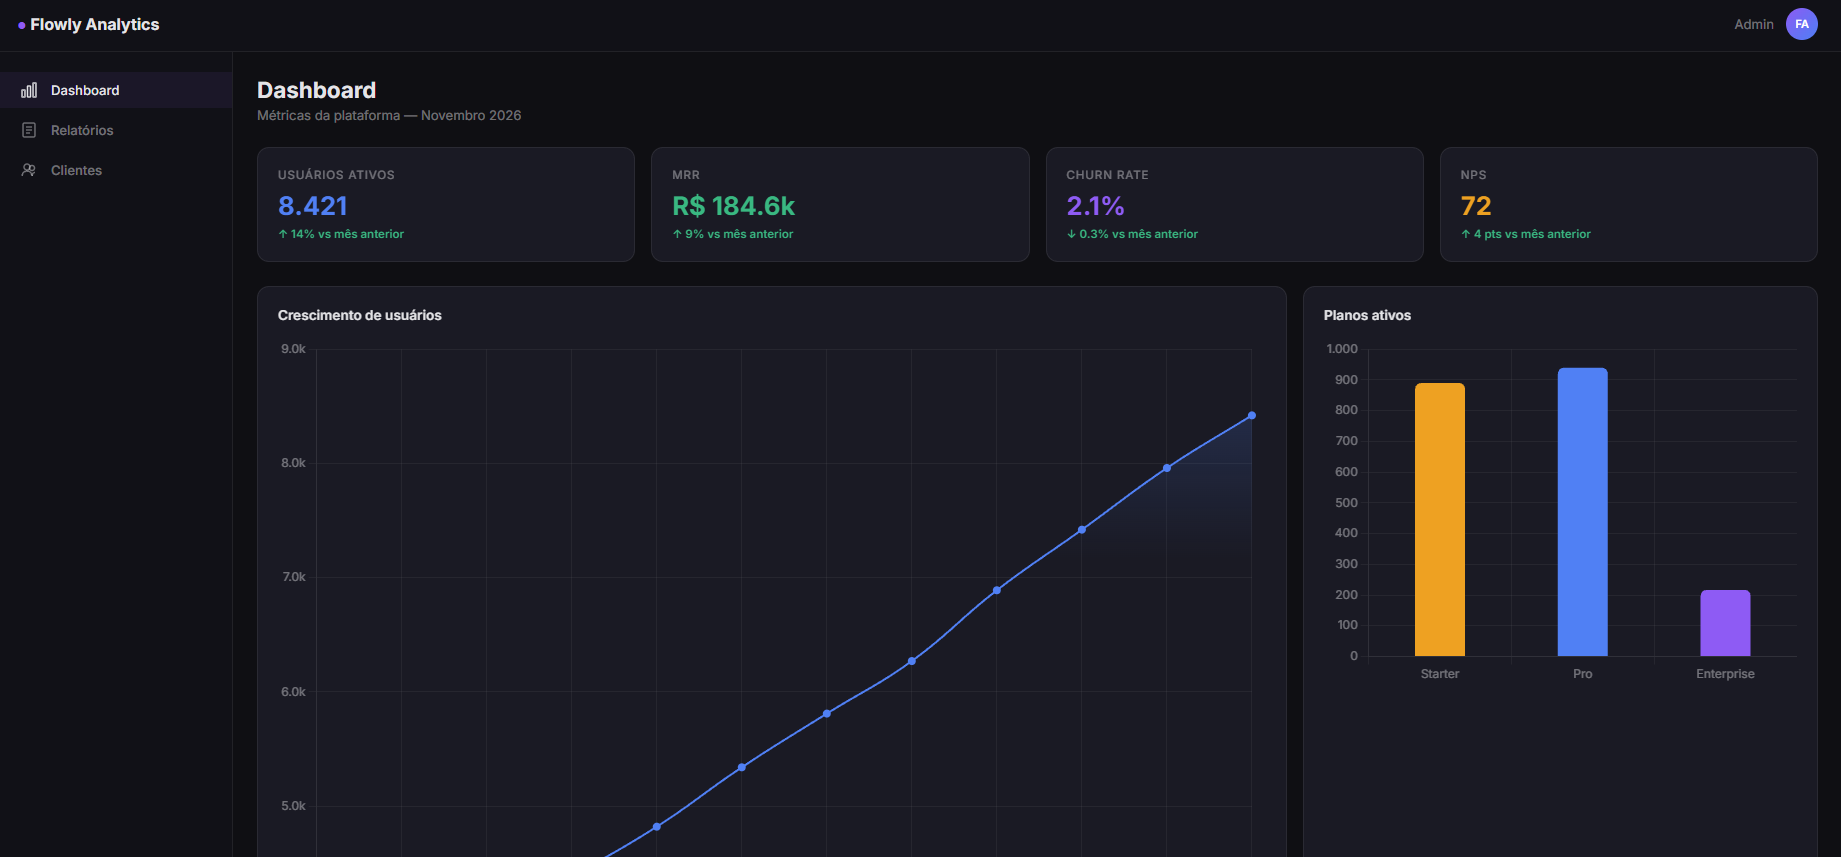 Flowly Analytics
Admin
FA
Dashboard
Relatórios
Clientes
Dashboard
Métricas da plataforma — Novembro 2026
USUÁRIOS ATIVOS
8.421
↑ 14% vs mês anterior
MRR
R$ 184.6k
↑ 9% vs mês anterior
CHURN RATE
2.1%
↓ 0.3% vs mês anterior
NPS
72
↑ 4 pts vs mês anterior
Crescimento de usuários
9.0k
8.0k
7.0k
6.0k
5.0k
Planos ativos
1.000
900
800
700
600
500
400
300
200
100
0
Starter
Pro
Enterprise